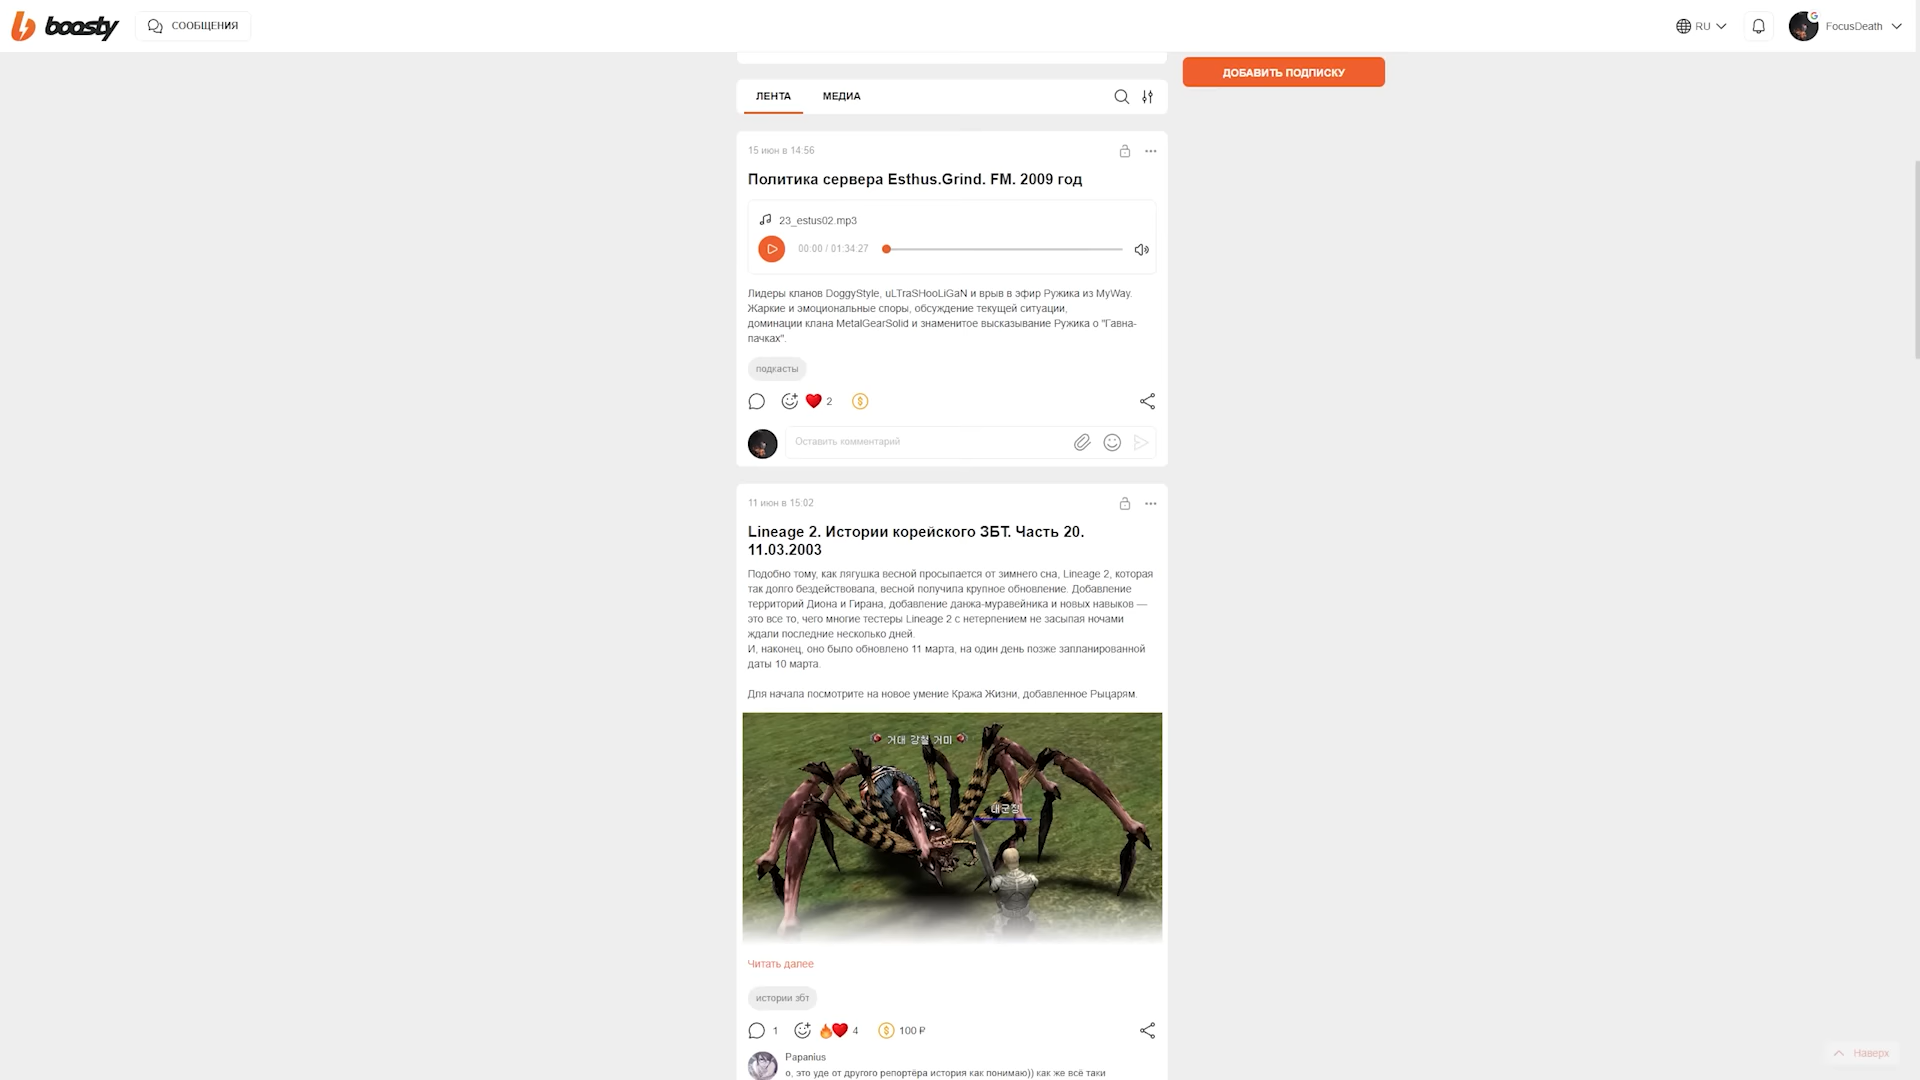 boosty
СООБЩЕНИЯ
RU
FocusDeath
ДОБАВИТЬ ПОДПИСКУ
ЛЕНТА
МЕДИА
15 июн в 14:56
Политика сервера Esthus.Grind. FM. 2009 год
23_estus02.mp3
00:00 / 01:34:27
Лидеры кланов DoggyStyle, uLTraSHooLiGaN и врыв в эфир Ружика из MyWay.
Жаркие и эмоциональные споры, обсуждение текущей ситуации,
доминации клана MetalGearSolid и знаменитое высказывание Ружика о "Гавна-
пачках".
подкасты
2
Оставить комментарий
11 июн в 15:02
Lineage 2. Истории корейского ЗБТ. Часть 20.
11.03.2003
Подобно тому, как лягушка весной просыпается от зимнего сна, Lineage 2, которая
так долго бездействовала, весной получила крупное обновление. Добавление
территорий Диона и Гирана, добавление данжа-муравейника и новых навыков —
это все то, чего многие тестеры Lineage 2 с нетерпением не засыпая ночами
ждали последние несколько дней.
И, наконец, оно было обновлено 11 марта, на один день позже запланированной
даты 10 марта.
Для начала посмотрите на новое умение Кража Жизни, добавленное Рыцарям.
거대 강철 거미
Читать далее
истории збт
1
4
100 ₽
Papanius
о, это уде от другого репортёра история как понимаю)) как же всё таки
Наверх